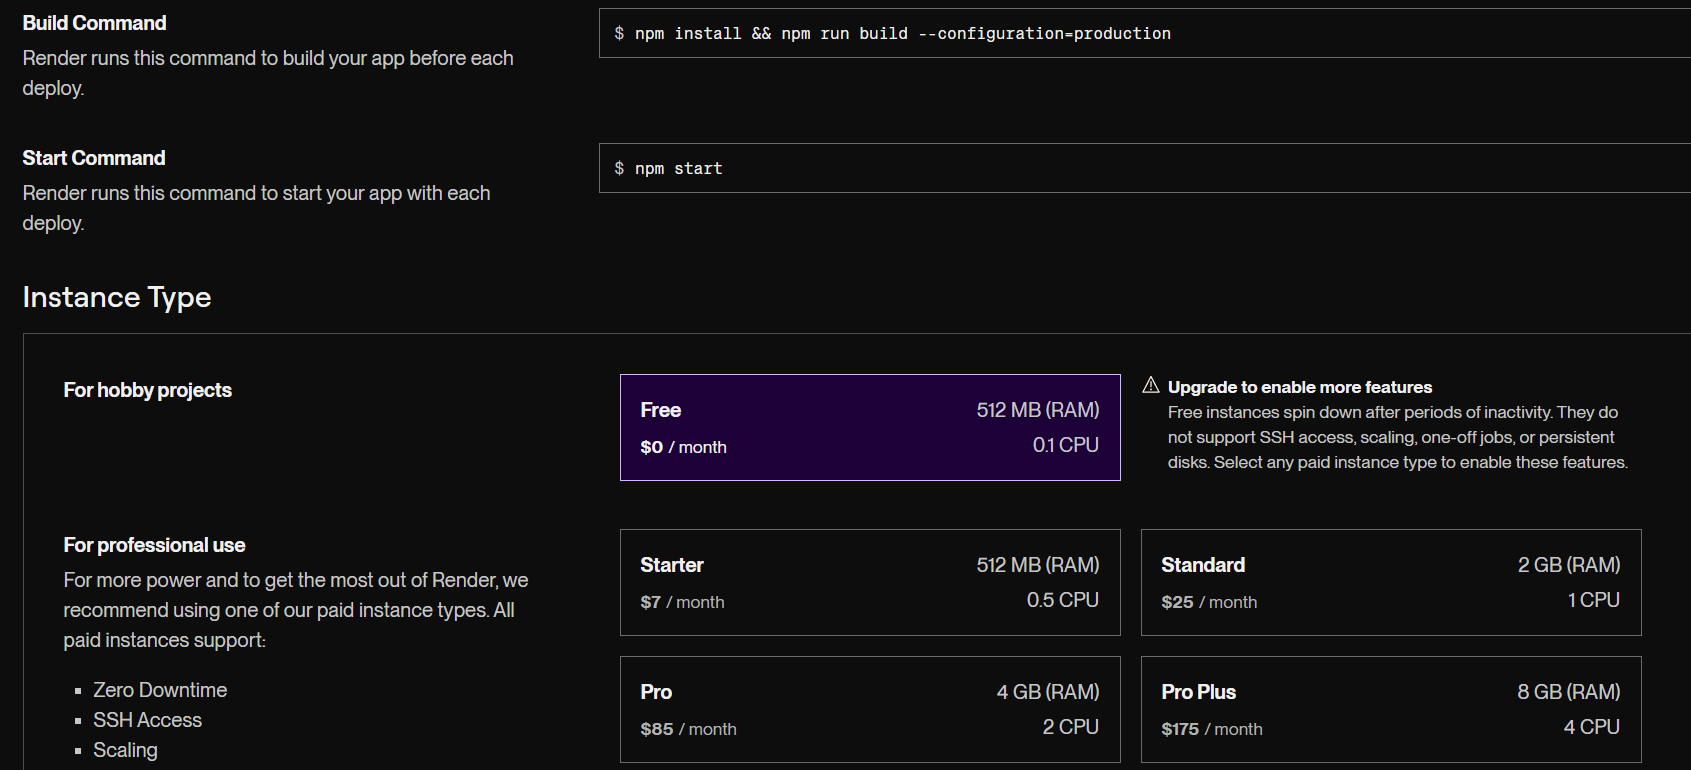 Build Command
Render runs this command to build your app before each
deploy.
$ npm install && npm run build --configuration=production
Start Command
Render runs this command to start your app with each
deploy.
$ npm start
Instance Type
For hobby projects
Free
512 MB (RAM)
$0 / month
0.1 CPU
⚠ Upgrade to enable more features
Free instances spin down after periods of inactivity. They do
not support SSH access, scaling, one-off jobs, or persistent
disks. Select any paid instance type to enable these features.
For professional use
For more power and to get the most out of Render, we
recommend using one of our paid instance types. All
paid instances support:
▪ Zero Downtime
▪ SSH Access
▪ Scaling
Starter
512 MB (RAM)
$7 / month
0.5 CPU
Standard
2 GB (RAM)
$25 / month
1 CPU
Pro
4 GB (RAM)
$85 / month
2 CPU
Pro Plus
8 GB (RAM)
$175 / month
4 CPU